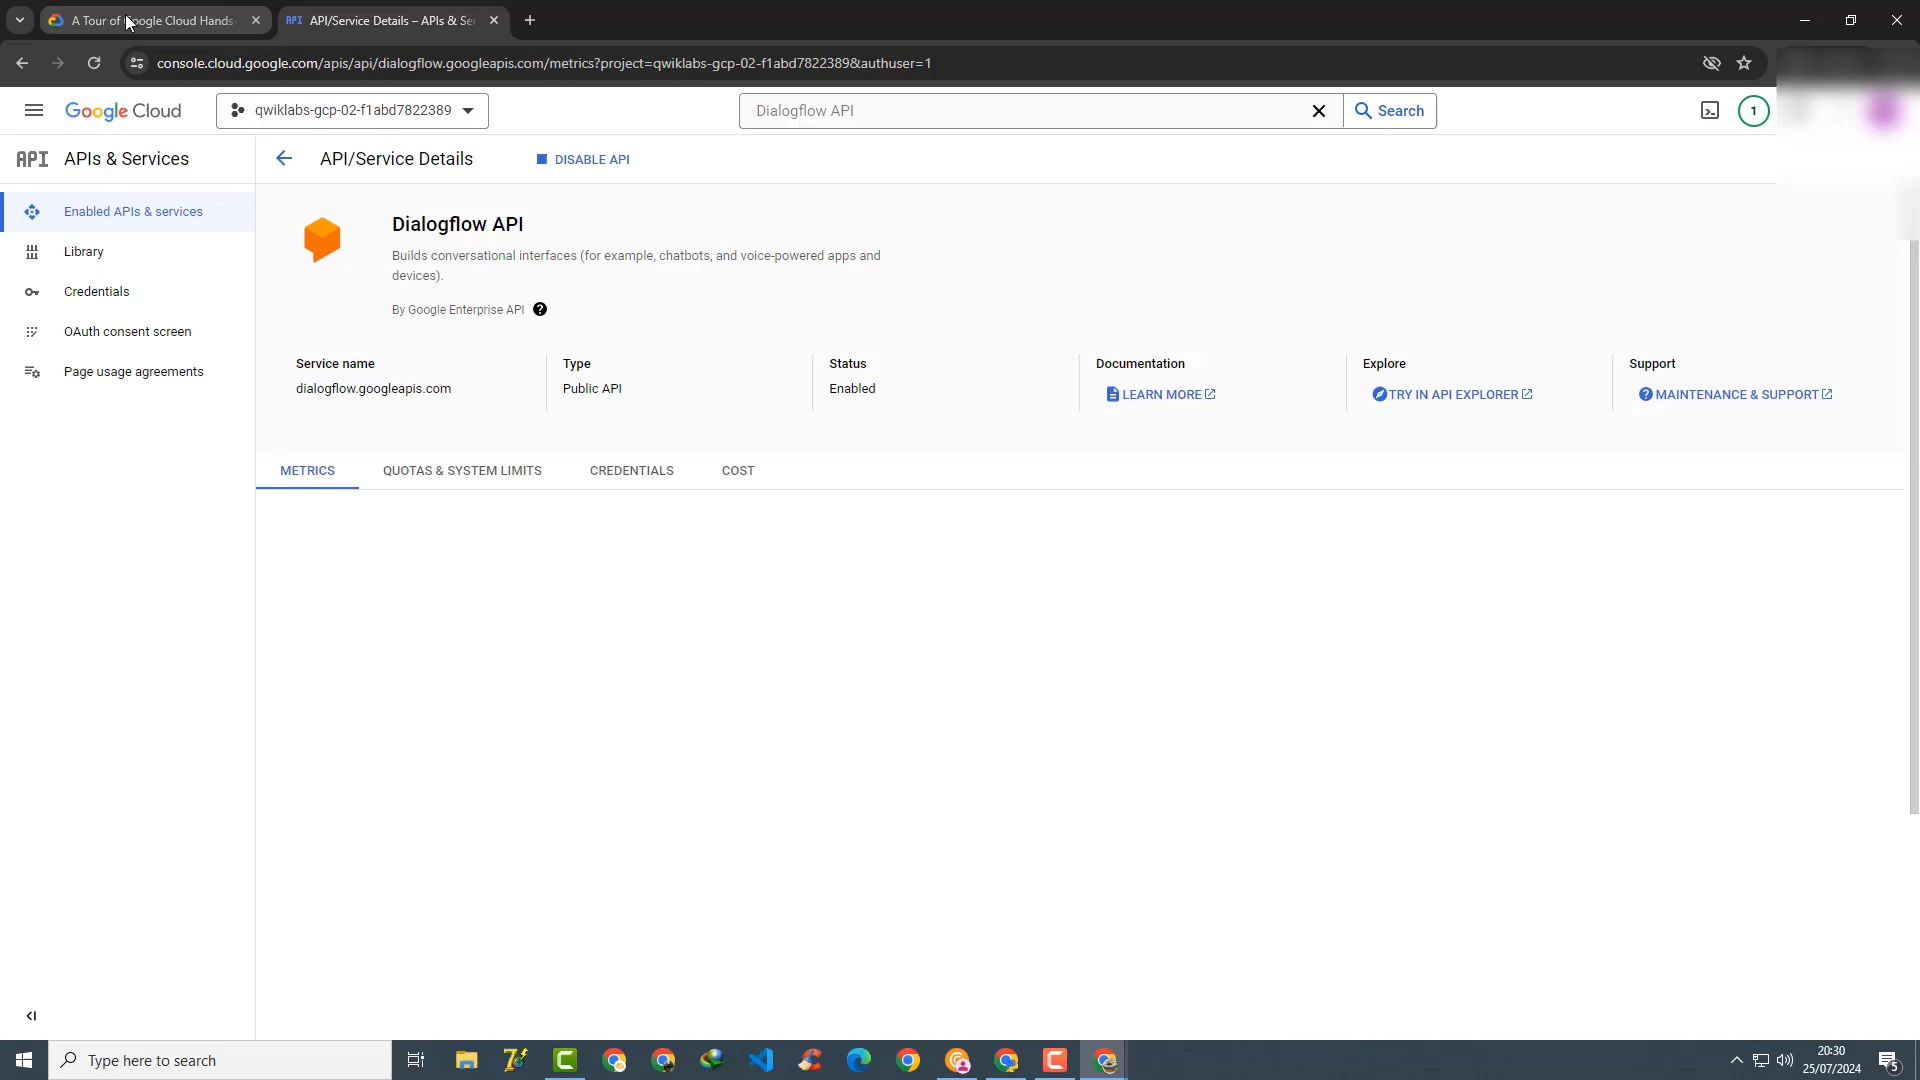 A Tour of Google Cloud Hands-
API API/Service Details – APIs & Se
console.cloud.google.com/apis/api/dialogflow.googleapis.com/metrics?project=qwiklabs-gcp-02-f1abd7822389&authuser=1
Google Cloud
qwiklabs-gcp-02-f1abd7822389
Dialogflow API
Search
1
API APIs & Services
API/Service Details
DISABLE API
Enabled APIs & services
Library
Credentials
OAuth consent screen
Page usage agreements
Dialogflow API
Builds conversational interfaces (for example, chatbots, and voice-powered apps and
devices).
By Google Enterprise API
Service name
dialogflow.googleapis.com
Type
Public API
Status
Enabled
Documentation
LEARN MORE
Explore
TRY IN API EXPLORER
Support
MAINTENANCE & SUPPORT
METRICS
QUOTAS & SYSTEM LIMITS
CREDENTIALS
COST
Type here to search
20:30
25/07/2024
5